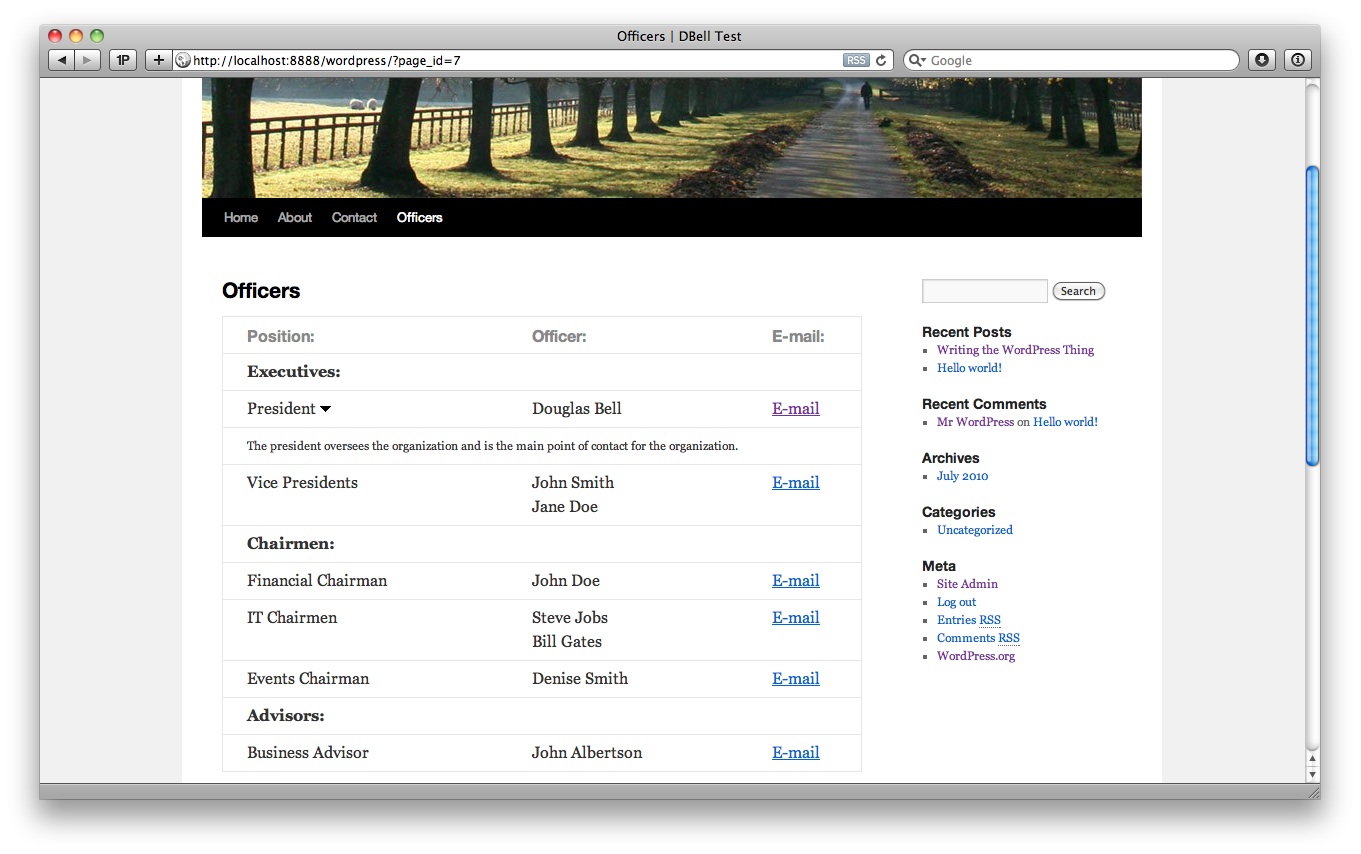 Officers | DBell Test
1P
http://localhost:8888/wordpress/?page_id=7
RSS
Google
Home About Contact Officers
Officers
Position: Officer: E-mail:
Executives:
President Douglas Bell E-mail
The president oversees the organization and is the main point of contact for the organization.
Vice Presidents John Smith E-mail
Jane Doe
Chairmen:
Financial Chairman John Doe E-mail
IT Chairmen Steve Jobs E-mail
Bill Gates
Events Chairman Denise Smith E-mail
Advisors:
Business Advisor John Albertson E-mail
Search
Recent Posts
Writing the WordPress Thing
Hello world!
Recent Comments
Mr WordPress on Hello world!
Archives
July 2010
Categories
Uncategorized
Meta
Site Admin
Log out
Entries RSS
Comments RSS
WordPress.org